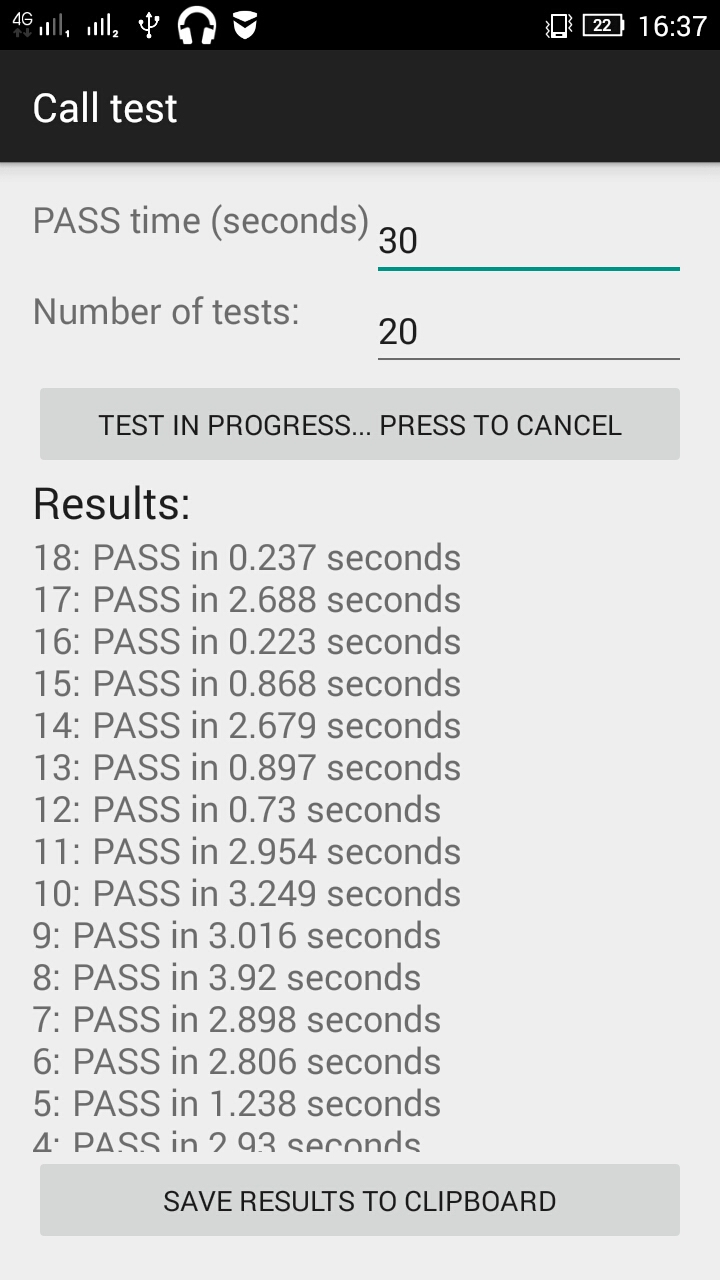 4G 1 2 22 16:37
Call test
PASS time (seconds) 30
Number of tests: 20
TEST IN PROGRESS... PRESS TO CANCEL
Results:
18: PASS in 0.237 seconds
17: PASS in 2.688 seconds
16: PASS in 0.223 seconds
15: PASS in 0.868 seconds
14: PASS in 2.679 seconds
13: PASS in 0.897 seconds
12: PASS in 0.73 seconds
11: PASS in 2.954 seconds
10: PASS in 3.249 seconds
9: PASS in 3.016 seconds
8: PASS in 3.92 seconds
7: PASS in 2.898 seconds
6: PASS in 2.806 seconds
5: PASS in 1.238 seconds
4: PASS in 2.93 seconds
SAVE RESULTS TO CLIPBOARD